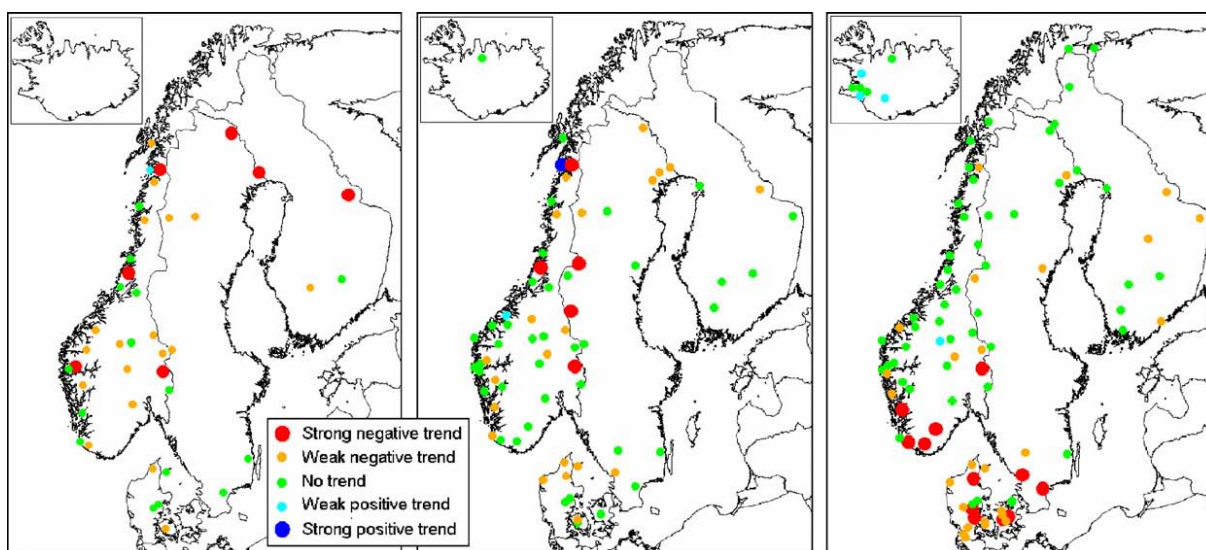 Strong negative trend
Weak negative trend
No trend
Weak positive trend
Strong positive trend